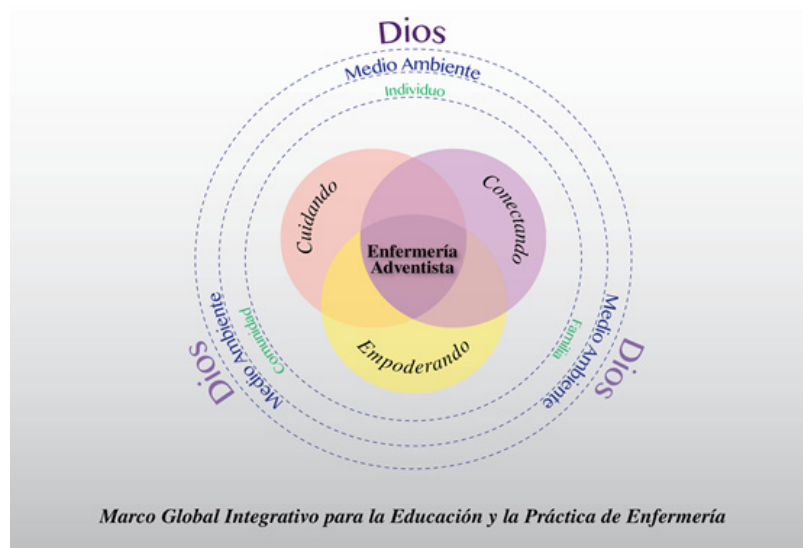 Dios
Medio Ambiente
Individuo
Cuidando
Conectando
Enfermería
Adventista
Empoderando
Comunidad
Medio Ambiente
Dios
Familia
Medio Ambiente
Dios
Marco Global Integrativo para la Educación y la Práctica de Enfermería